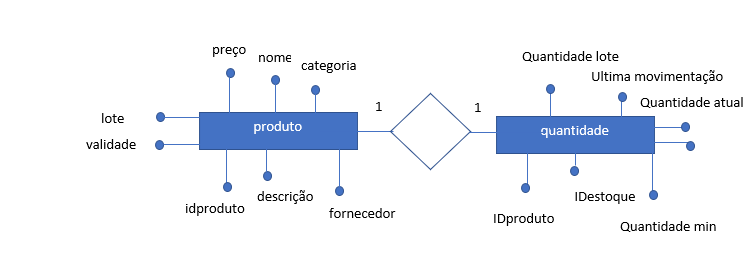 preço
nome
categoria
lote
validade
produto
idproduto
descrição
fornecedor
1
1
Quantidade lote
Ultima movimentação
Quantidade atual
quantidade
IDproduto
IDestoque
Quantidade min